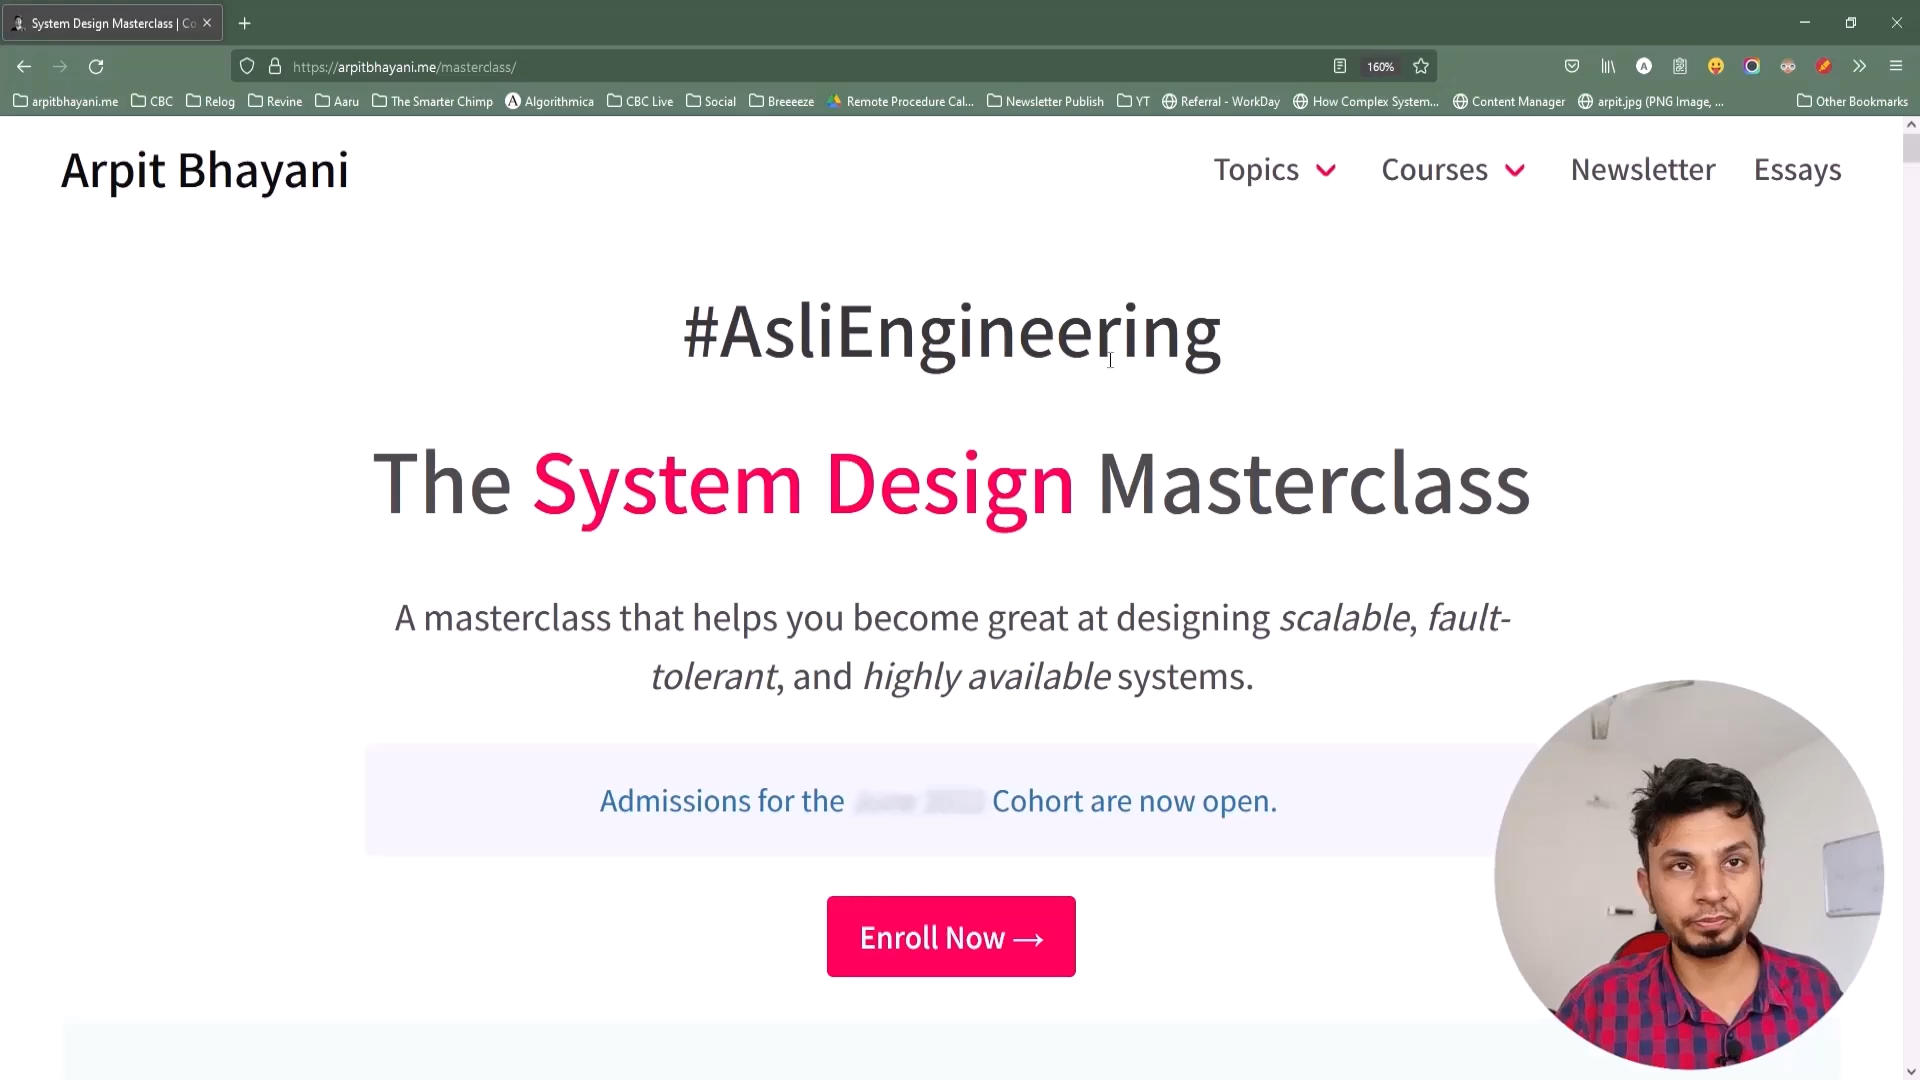 System Design Masterclass | Co
https://arpitbhayani.me/masterclass/
160%
arpitbhayani.me CBC Relog Revine Aaru The Smarter Chimp Algorithmica CBC Live Social Breeeeze Remote Procedure Cal... Newsletter Publish YT Referral - WorkDay How Complex System... Content Manager arpit.jpg (PNG Image, ... Other Bookmarks
Arpit Bhayani Topics Courses Newsletter Essays
#AsliEngineering
The System Design Masterclass
A masterclass that helps you become great at designing scalable, fault-
tolerant, and highly available systems.
Admissions for the Cohort are now open.
Enroll Now →